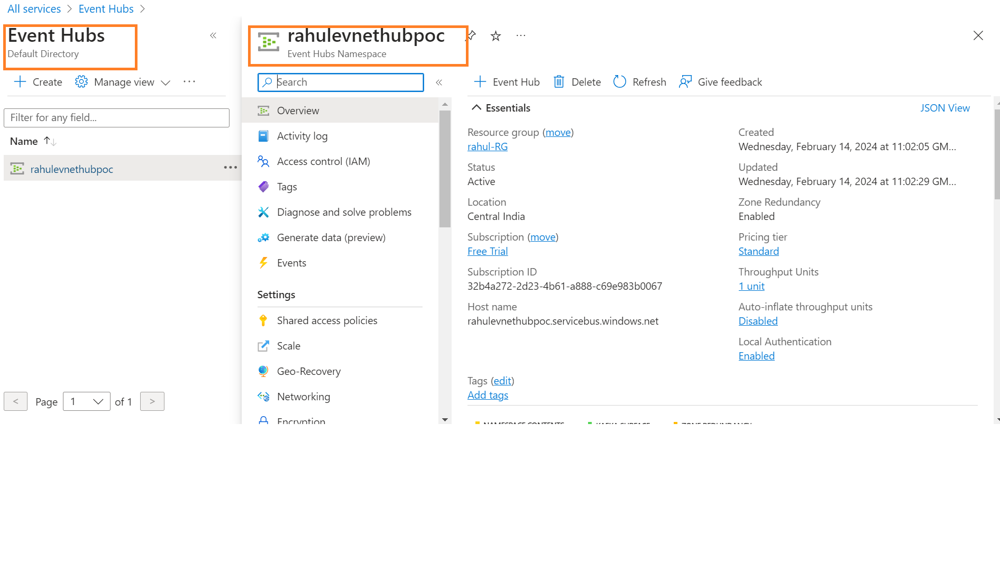 All services > Event Hubs >
Event Hubs
Default Directory
«
Create
Manage view
...
Filter for any field...
Name ↑↓
rahulevnethubpoc
...
<
Page
1
of 1
>
rahulevnethubpoc
Event Hubs Namespace
...
Search
«
Overview
Activity log
Access control (IAM)
Tags
Diagnose and solve problems
Generate data (preview)
Events
Settings
Shared access policies
Scale
Geo-Recovery
Networking
Encryption
+ Event Hub
Delete
Refresh
Give feedback
Essentials
JSON View
Resource group (move)
rahul-RG
Status
Active
Location
Central India
Subscription (move)
Free Trial
Subscription ID
32b4a272-2d23-4b61-a888-c69e983b0067
Host name
rahulevnethubpoc.servicebus.windows.net
Created
Wednesday, February 14, 2024 at 11:02:05 GM...
Updated
Wednesday, February 14, 2024 at 11:02:29 GM...
Zone Redundancy
Enabled
Pricing tier
Standard
Throughput Units
1 unit
Auto-inflate throughput units
Disabled
Local Authentication
Enabled
Tags (edit)
Add tags
NAMESPACE CONTENTS
KAFKA SURFACE
ZONE REDUNDANCY